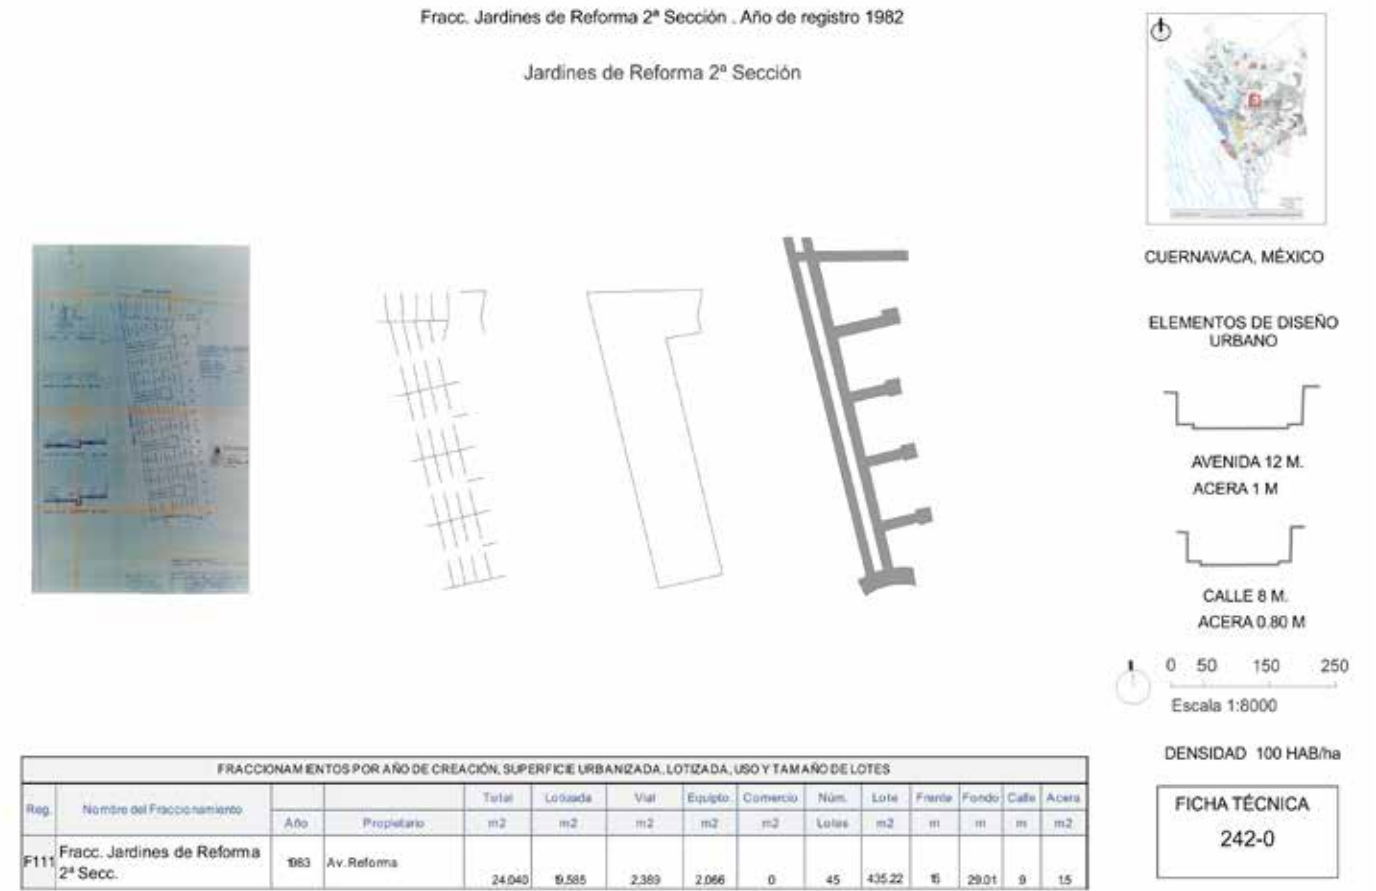 Fracc. Jardines de Reforma 2ª Sección . Año de registro 1982
Jardines de Reforma 2ª Sección
CUERNAVACA, MÉXICO
ELEMENTOS DE DISEÑO
URBANO
AVENIDA 12 M.
ACERA 1 M
CALLE 8 M.
ACERA 0.80 M
0 50 150 250
Escala 1:8000
DENSIDAD 100 HAB/ha
FICHA TÉCNICA
242-0
FRACCIONAMIENTOS POR AÑO DE CREACIÓN, SUPERFICIE URBANIZADA, LOTIZADA, USO Y TAMAÑO DE LOTES
Reg. Nombre del Fraccionamiento Año Propietario Total Lotizada Vial Equipto. Comercio Núm. Lote Frente Fondo Calle Acera
m2 m2 m2 m2 m2 Lotes m2 m m m m2
F111 Fracc. Jardines de Reforma
2ª Secc. 1983 Av. Reforma 24,040 19,585 2,389 2,066 0 45 435.22 15 29.01 9 1.5